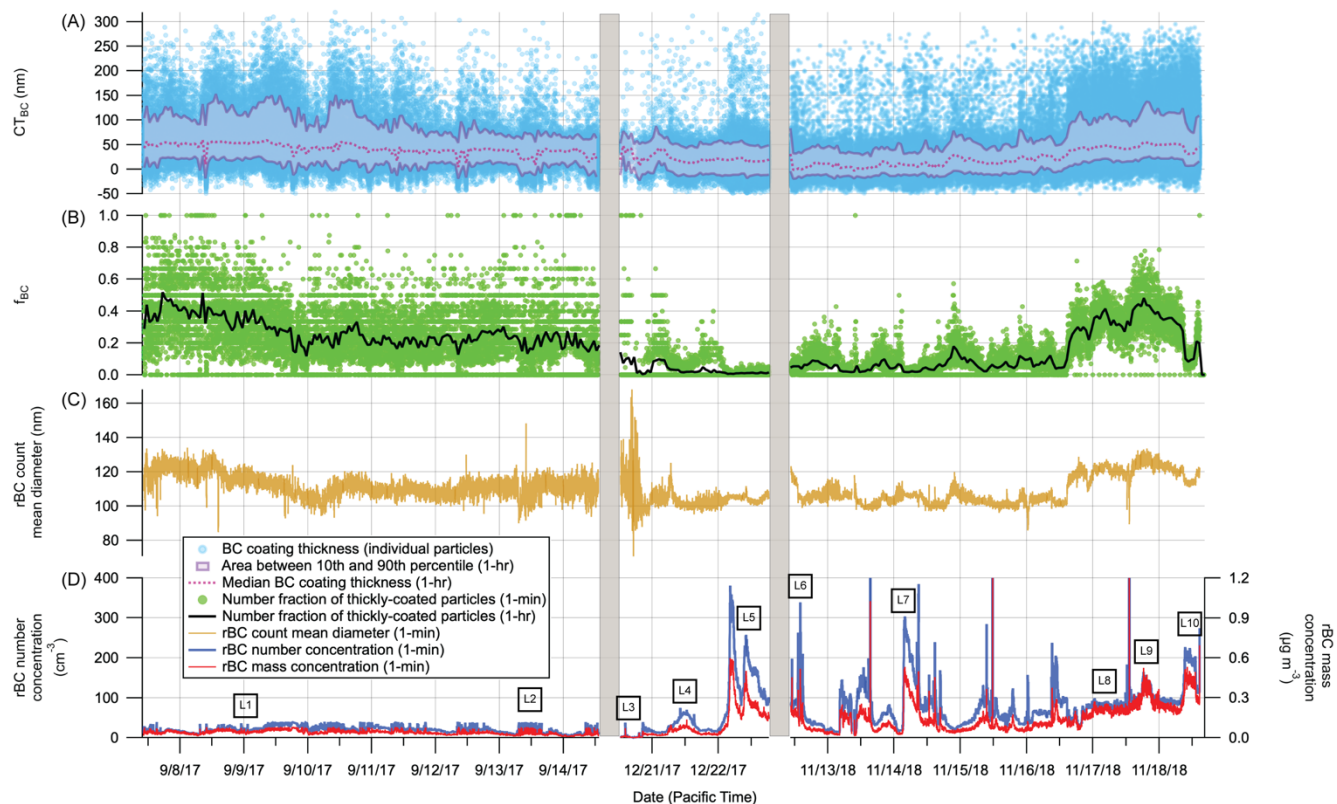 (A)
300
250
200
150
100
50
0
-50
CT_BC (nm)
(B)
1.0
0.8
0.6
0.4
0.2
0.0
f_BC
(C)
160
140
120
100
80
rBC count
mean diameter (nm)
BC coating thickness (individual particles)
Area between 10th and 90th percentile (1-hr)
Median BC coating thickness (1-hr)
Number fraction of thickly-coated particles (1-min)
Number fraction of thickly-coated particles (1-hr)
rBC count mean diameter (1-min)
rBC number concentration (1-min)
rBC mass concentration (1-min)
(D)
400
300
200
100
0
rBC number
concentration
(cm⁻³)
L1
L2
L3
L4
L5
L6
L7
L8
L9
L10
1.2
0.9
0.6
0.3
0.0
rBC mass
concentration
(µg m⁻³)
9/8/17 9/9/17 9/10/17 9/11/17 9/12/17 9/13/17 9/14/17 12/21/17 12/22/17 11/13/18 11/14/18 11/15/18 11/16/18 11/17/18 11/18/18
Date (Pacific Time)